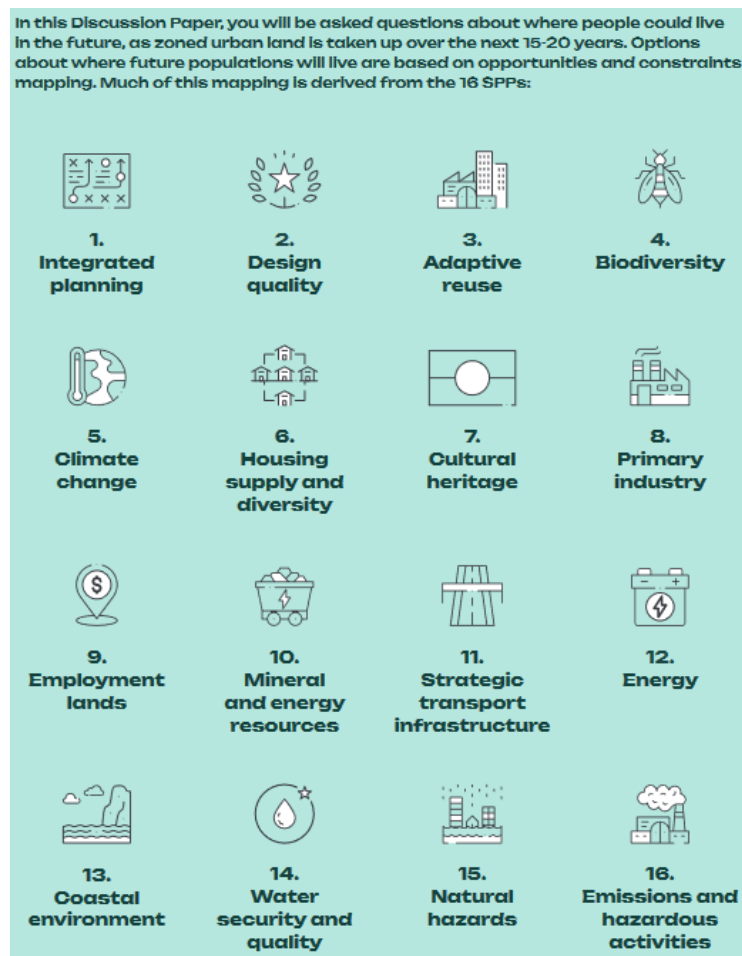 In this Discussion Paper, you will be asked questions about where people could live
in the future, as zoned urban land is taken up over the next 15-20 years. Options
about where future populations will live are based on opportunities and constraints
mapping. Much of this mapping is derived from the 16 SPPs:
1.
Integrated
planning
2.
Design
quality
3.
Adaptive
reuse
4.
Biodiversity
5.
Climate
change
6.
Housing
supply and
diversity
7.
Cultural
heritage
8.
Primary
industry
9.
Employment
lands
10.
Mineral
and energy
resources
11.
Strategic
transport
infrastructure
12.
Energy
13.
Coastal
environment
14.
Water
security and
quality
15.
Natural
hazards
16.
Emissions and
hazardous
activities